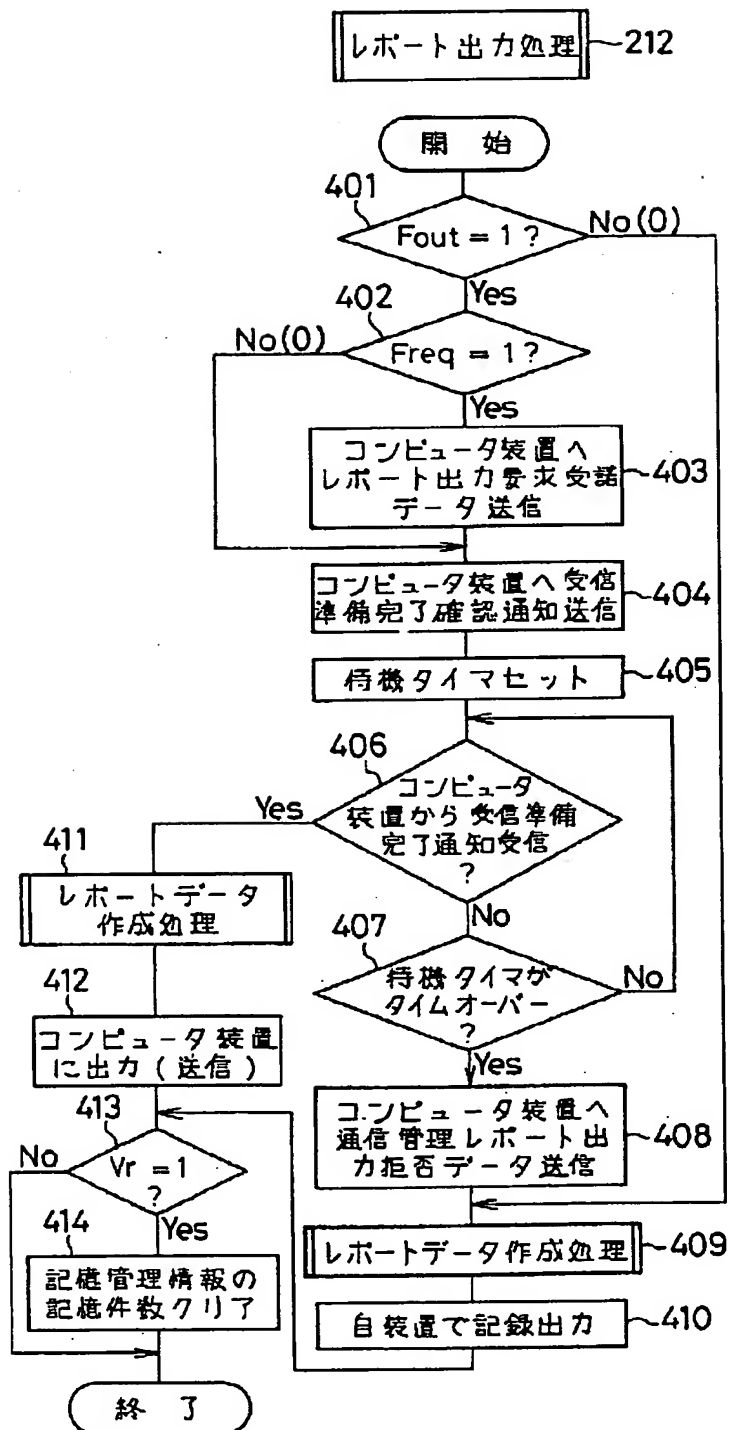 レポート出力処理
212
開始
401
Fout = 1 ?
No(0)
Yes
402
No(0)
Freq = 1 ?
Yes
コンピュータ装置へ
レポート出力要求受諾
データ送信
403
コンピュータ装置へ受信
準備完了確認通知送信
404
待機タイマセット
405
406
コンピュータ
装置から受信準備
完了通知受信
?
Yes
No
411
レポートデータ
作成処理
407
待機タイマが
タイムオーバー
?
No
Yes
412
コンピュータ装置
に出力(送信)
コンピュータ装置へ
通信管理レポート出
力拒否データ送信
408
413
Vr = 1
?
No
Yes
レポートデータ作成処理
409
414
記憶管理情報の
記憶件数クリア
自装置で記録出力
410
終了